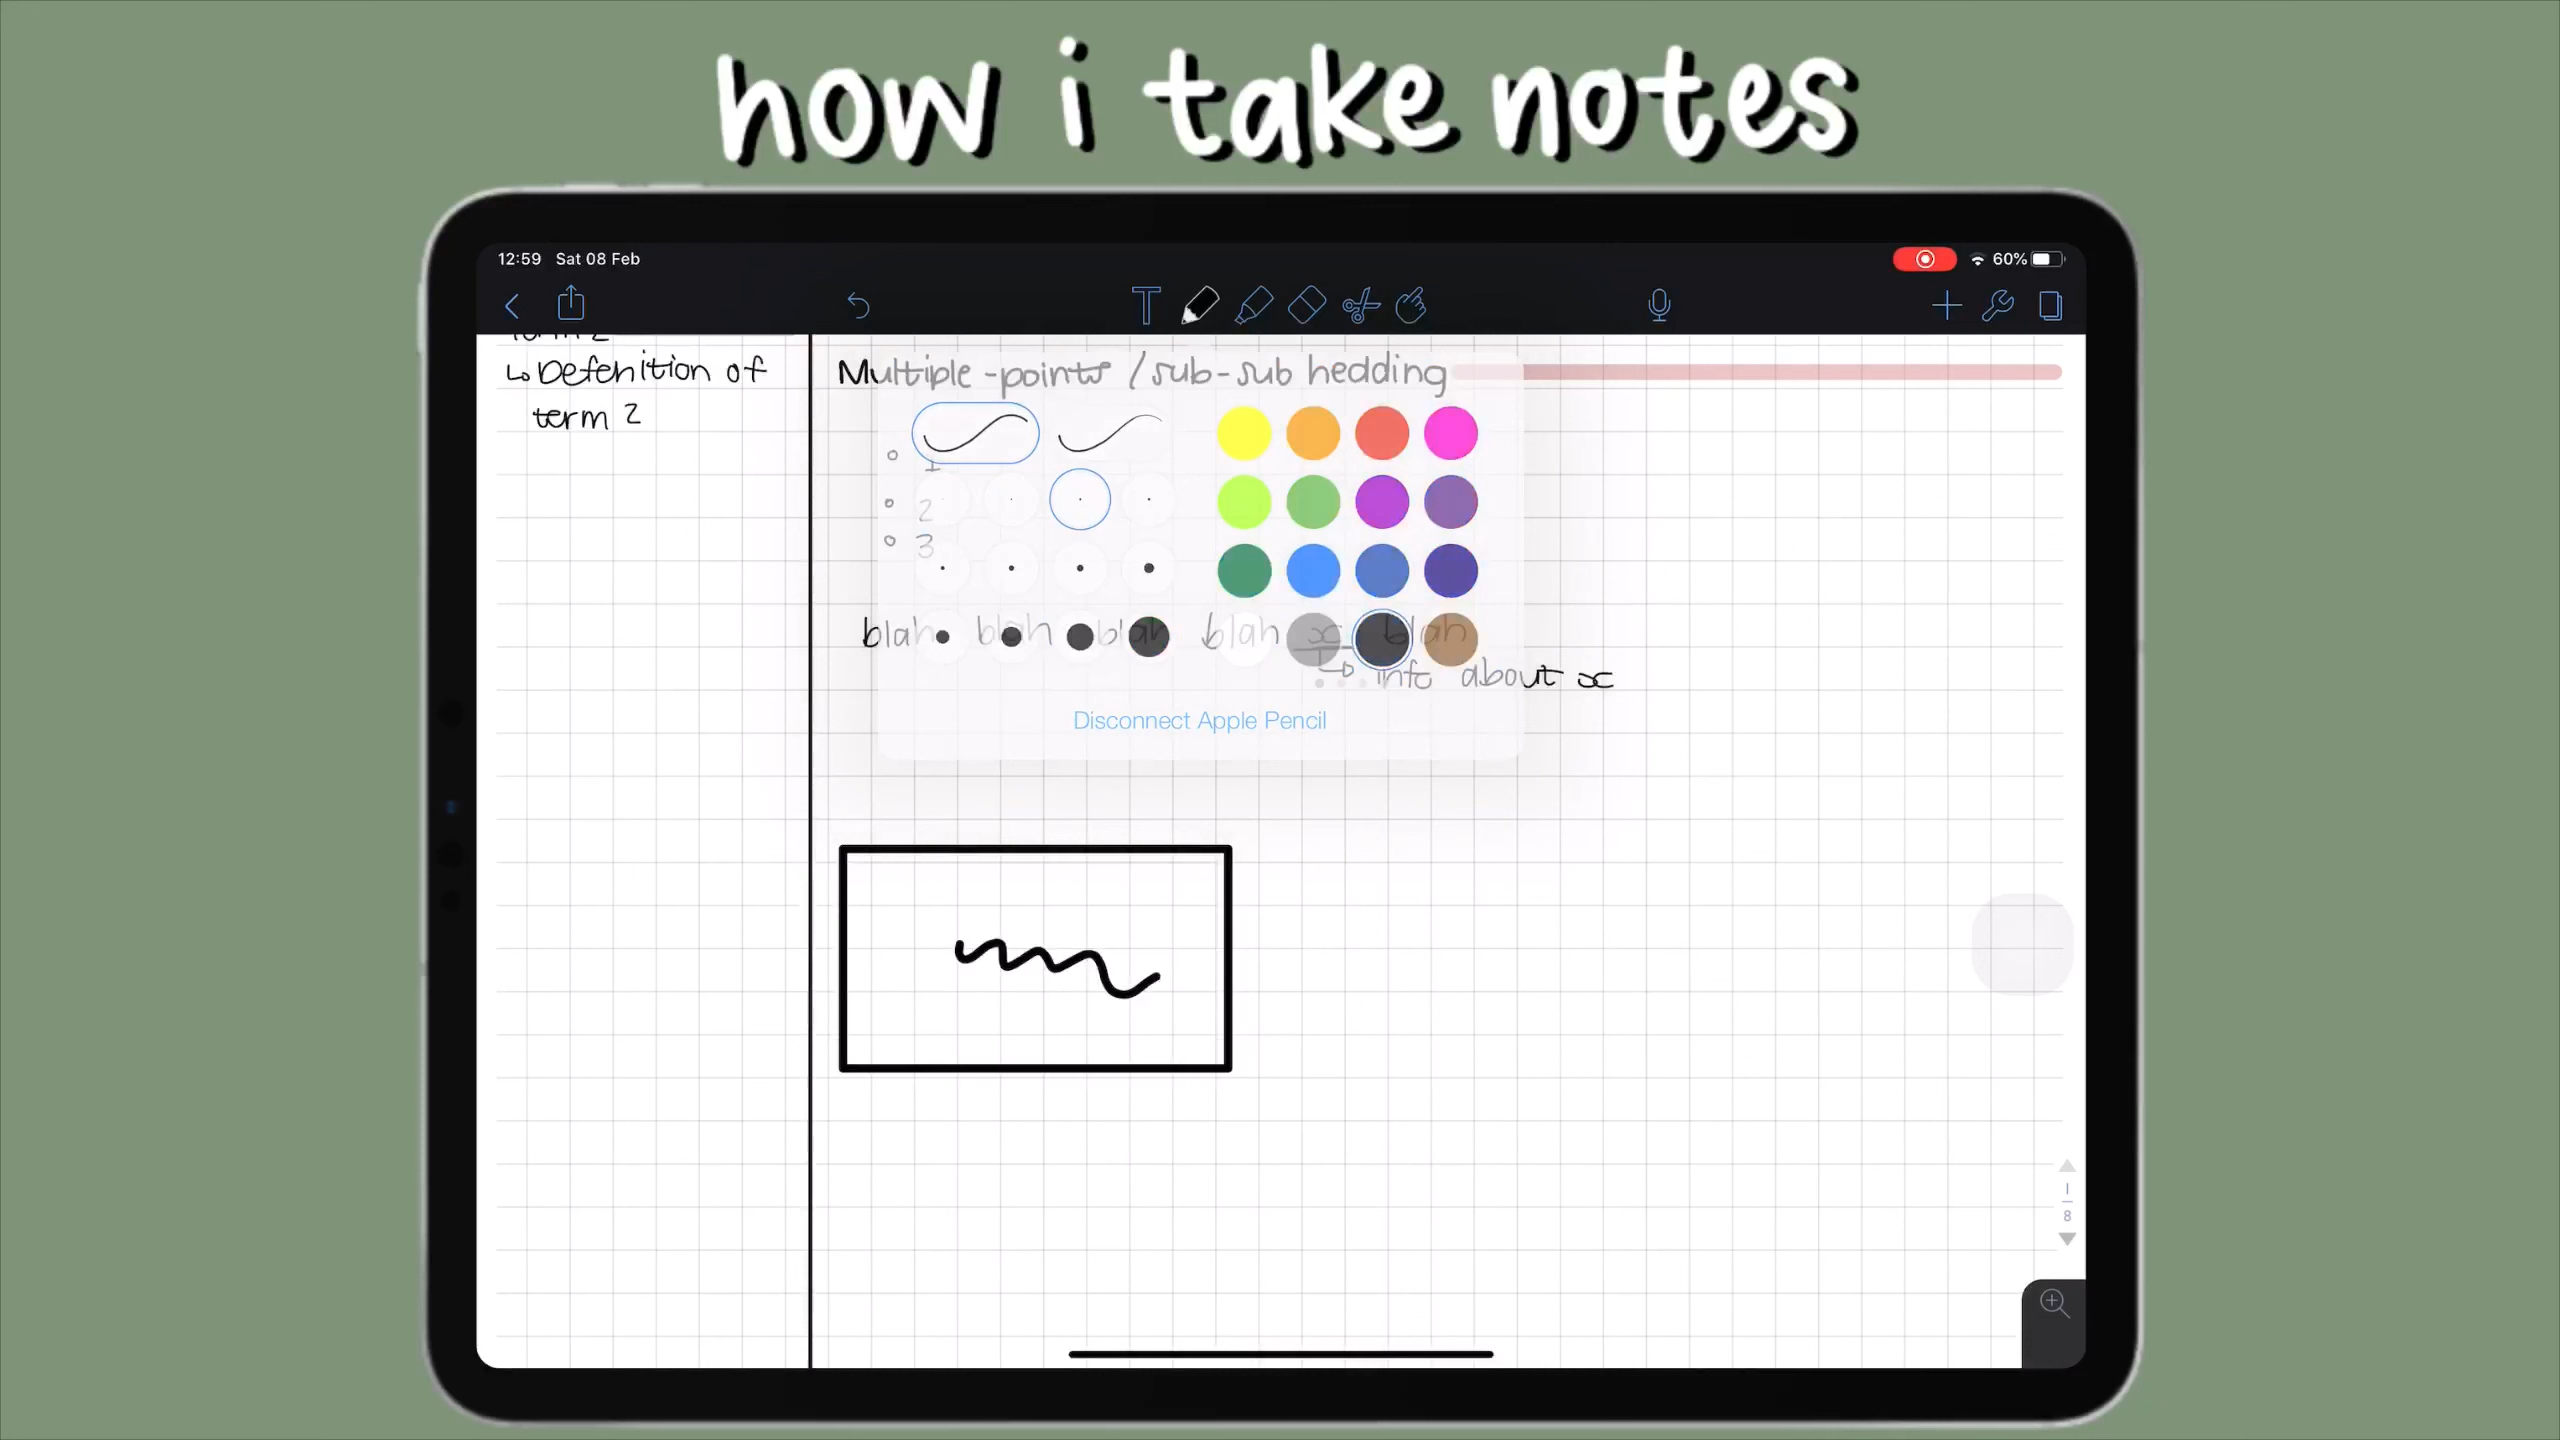 how i take notes
12:59 Sat 08 Feb
60%
T
↳ Defenition of
term 2
Multiple -points / sub-sub hedding
1
2
3
blah blah blah blah x blah
↳ info about x
Disconnect Apple Pencil
1
8